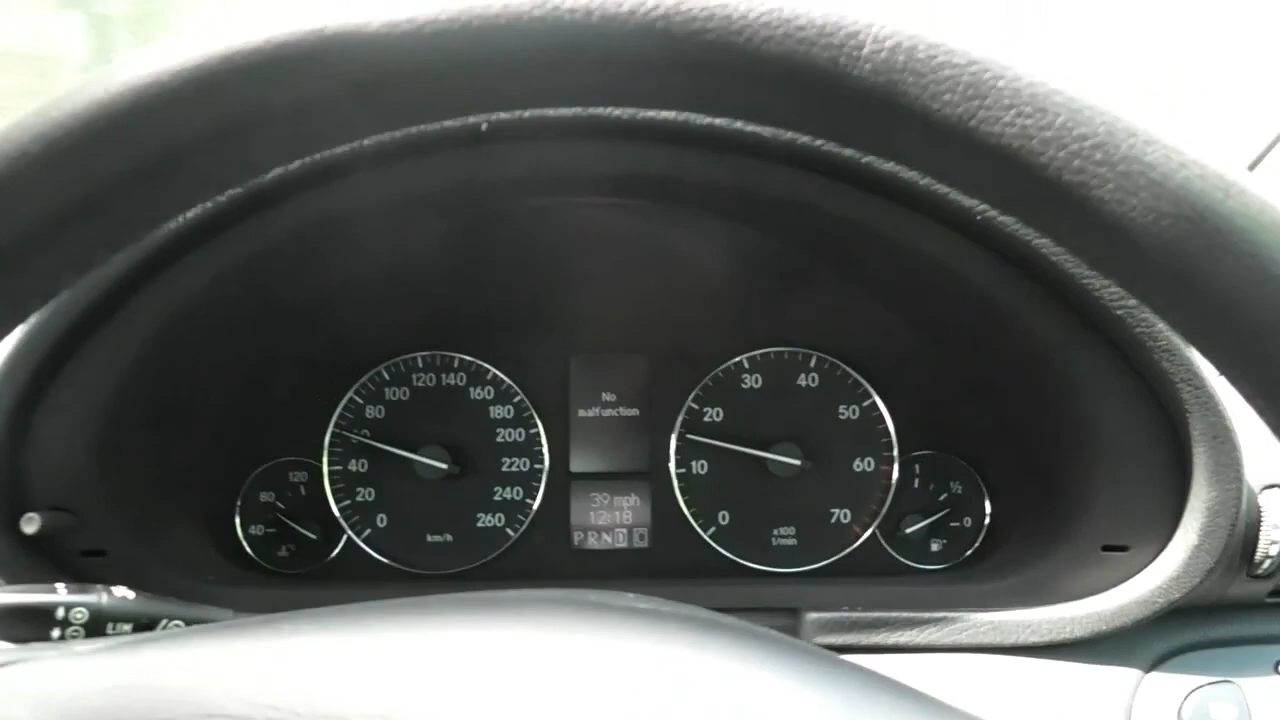 120
80
40
°C
120 140
100 160
80 180
60 200
40 220
20 240
0 260
km/h
No
malfunction
39 mph
12:18
P R N D C
30 40
20 50
10 60
0 70
x100
1/min
1
½
0
LIM